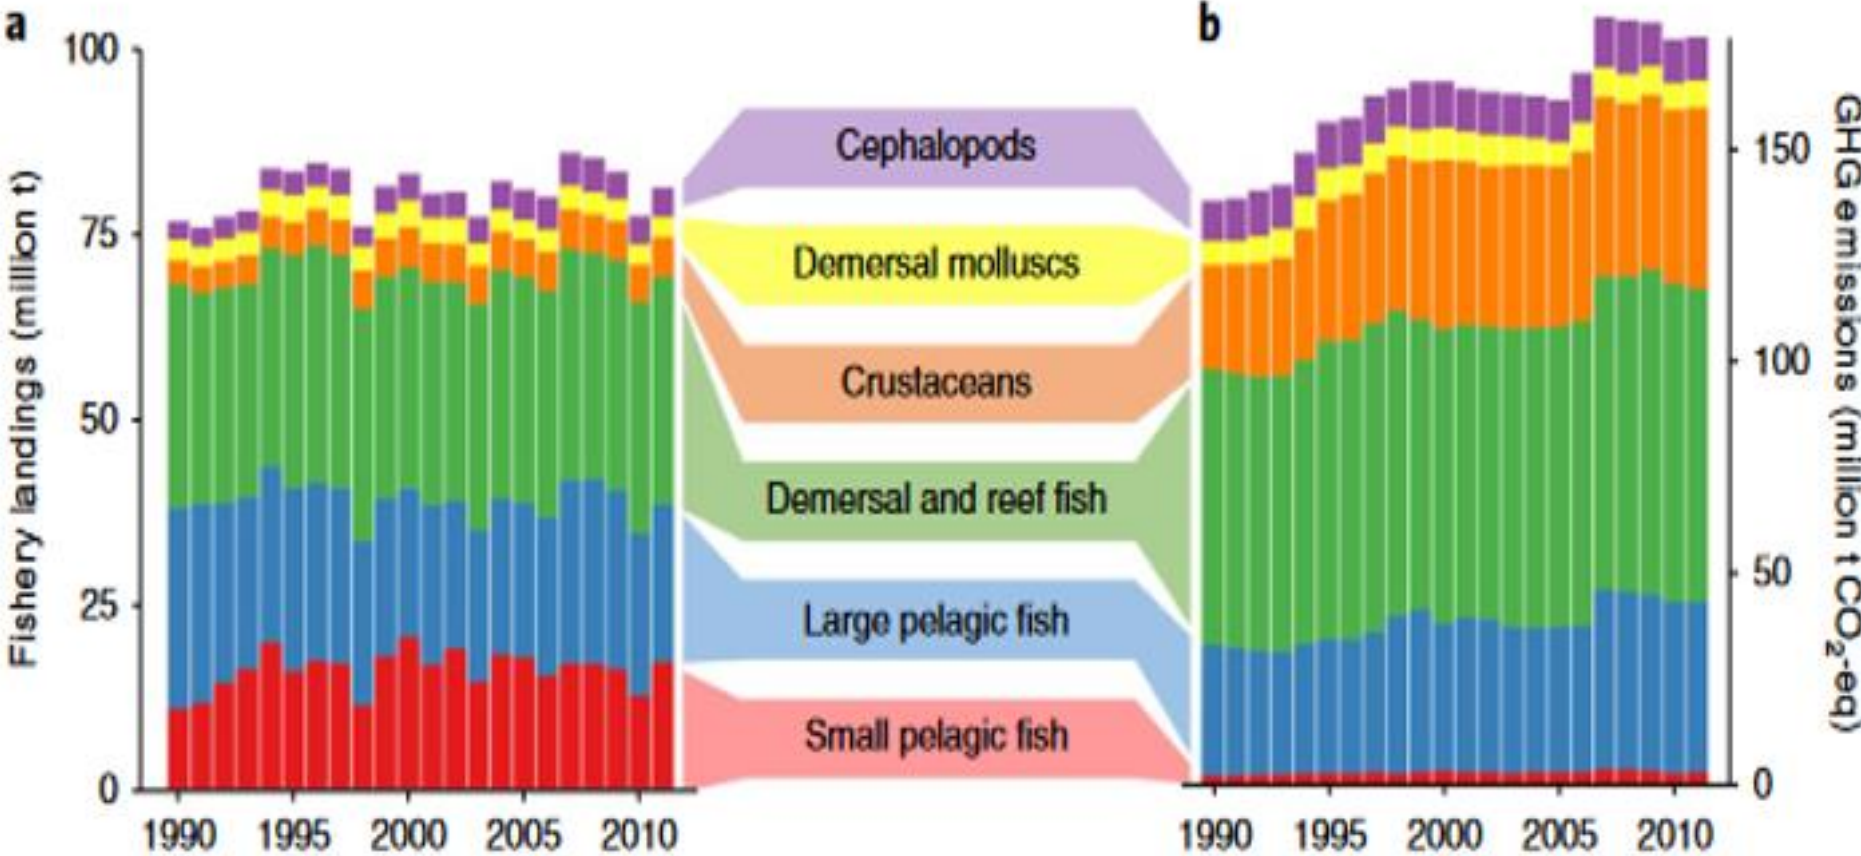 a
Fishery landings (million t)
100
75
50
25
0
1990 1995 2000 2005 2010
Cephalopods
Demersal molluscs
Crustaceans
Demersal and reef fish
Large pelagic fish
Small pelagic fish
b
150
100
50
0
GHG emissions (million t CO₂-eq)
1990 1995 2000 2005 2010